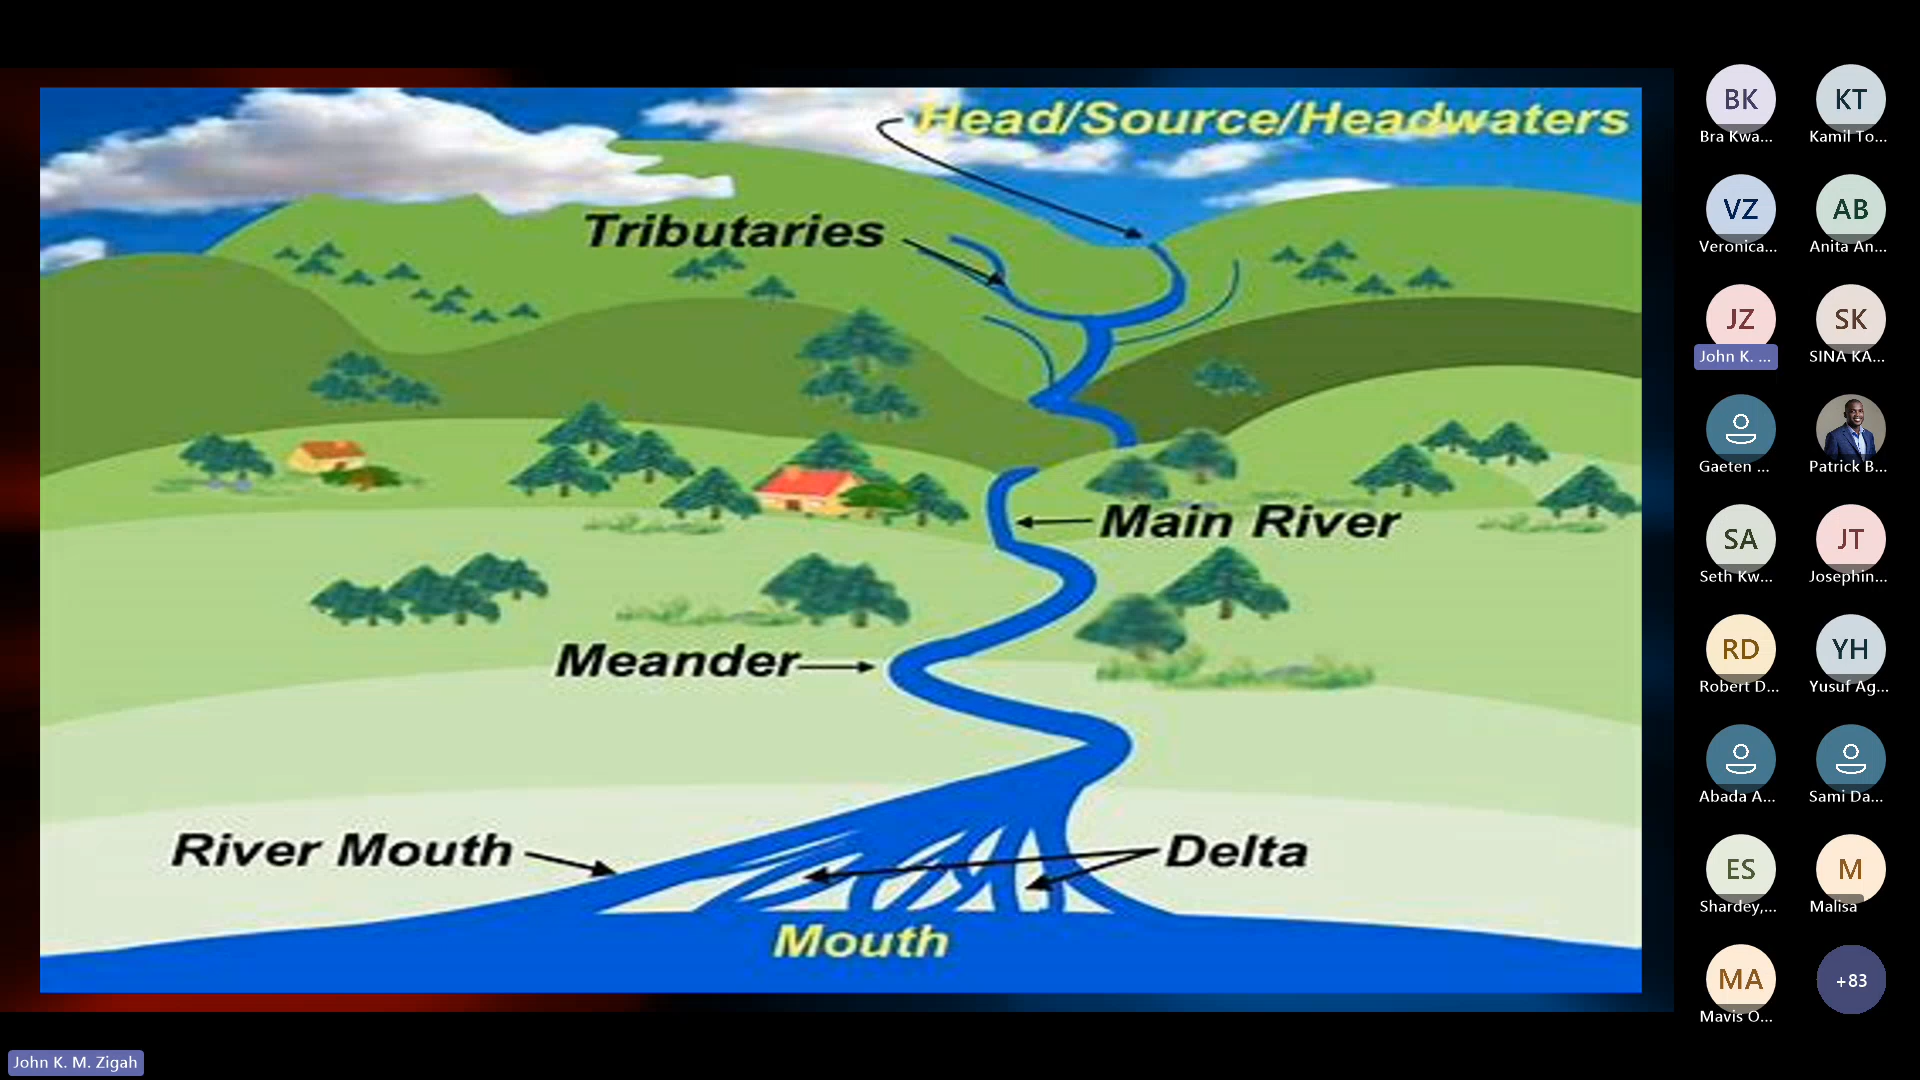 Head/Source/Headwaters
Tributaries
Main River
Meander
River Mouth
Delta
Mouth
BK
Bra Kwa...
KT
Kamil To...
VZ
Veronica...
AB
Anita An...
JZ
John K. ...
SK
SINA KA...
Gaeten ...
Patrick B...
SA
Seth Kw...
JT
Josephin...
RD
Robert D...
YH
Yusuf Ag...
Abada A...
Sami Da...
ES
Shardey,...
M
Malisa
MA
Mavis O...
+83
John K. M. Zigah